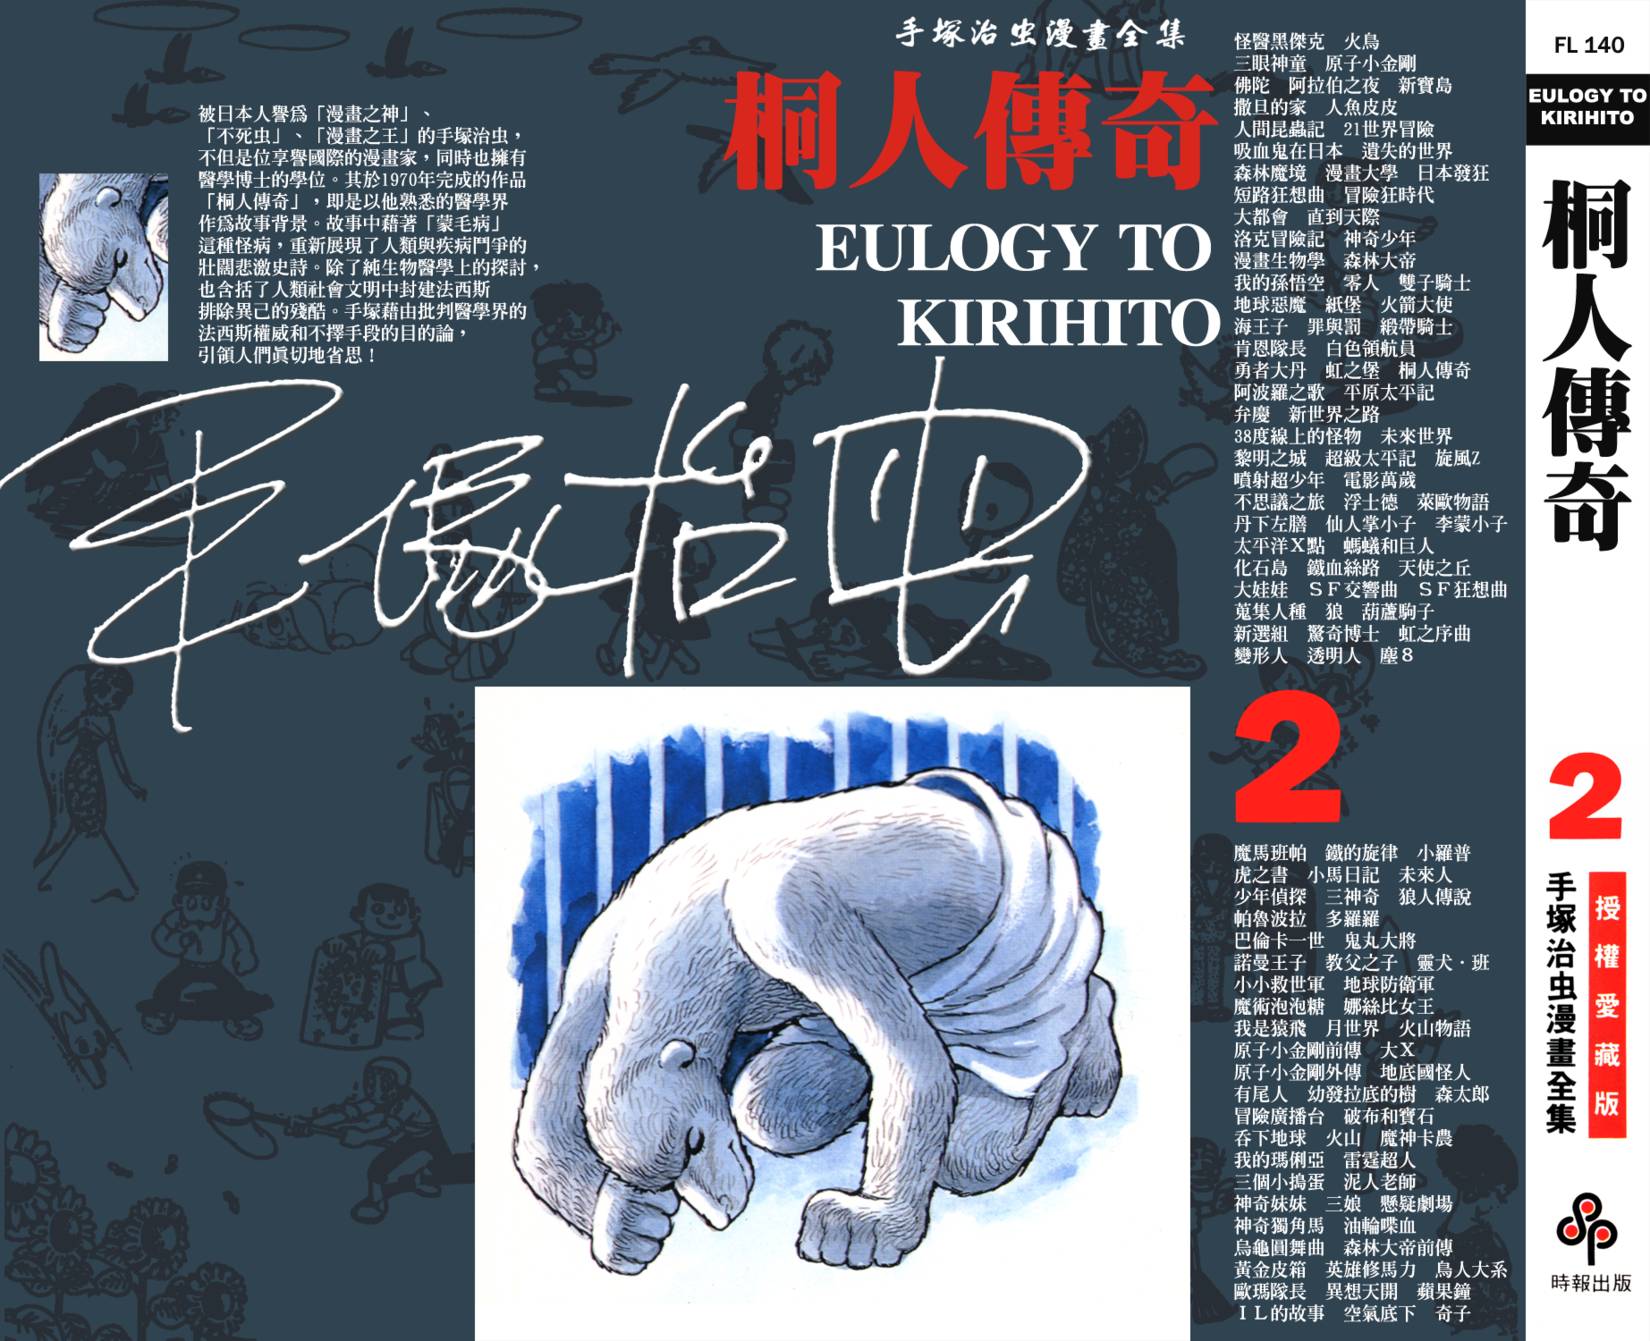 手塚治虫漫畫全集
桐人傳奇
EULOGY TO
KIRIHITO
被日本人譽爲「漫畫之神」、
「不死虫」、「漫畫之王」的手塚治虫，
不但是位享譽國際的漫畫家，同時也擁有
醫學博士的學位。其於1970年完成的作品
「桐人傳奇」，即是以他熟悉的醫學界
作爲故事背景。故事中藉著「蒙毛病」
這種怪病，重新展現了人類與疾病鬥爭的
壯闊悲激史詩。除了純生物醫學上的探討，
也含括了人類社會文明中封建法西斯
排除異己的殘酷。手塚藉由批判醫學界的
法西斯權威和不擇手段的目的論，
引領人們眞切地省思！
手塚治虫
怪醫黑傑克　火鳥
三眼神童　原子小金剛
佛陀　阿拉伯之夜　新寶島
撒旦的家　人魚皮皮
人間昆蟲記　21世界冒險
吸血鬼在日本　遺失的世界
森林魔境　漫畫大學　日本發狂
短路狂想曲　冒險狂時代
大都會　直到天際
洛克冒險記　神奇少年
漫畫生物學　森林大帝
我的孫悟空　零人　雙子騎士
地球惡魔　紙堡　火箭大使
海王子　罪與罰　緞帶騎士
肯恩隊長　白色領航員
勇者大丹　虹之堡　桐人傳奇
阿波羅之歌　平原太平記
弁慶　新世界之路
38度線上的怪物　未來世界
黎明之城　超級太平記　旋風Z
噴射超少年　電影萬歲
不思議之旅　浮士德　萊歐物語
丹下左膳　仙人掌小子　李蒙小子
太平洋X點　螞蟻和巨人
化石島　鐵血絲路　天使之丘
大娃娃　SF交響曲　SF狂想曲
蒐集人種　狼　葫蘆駒子
新選組　驚奇博士　虹之序曲
變形人　透明人　塵8
2
魔馬班帕　鐵的旋律　小羅普
虎之書　小馬日記　未來人
少年偵探　三神奇　狼人傳說
帕魯波拉　多羅羅
巴倫卡一世　鬼丸大將
諾曼王子　教父之子　靈犬·班
小小救世軍　地球防衛軍
魔術泡泡糖　娜絲比女王
我是猿飛　月世界　火山物語
原子小金剛前傳　大X
原子小金剛外傳　地底國怪人
有尾人　幼發拉底的樹　森太郎
冒險廣播台　破布和寶石
吞下地球　火山　魔神卡農
我的瑪俐亞　雷霆超人
三個小搗蛋　泥人老師
神奇妹妹　三娘　懸疑劇場
神奇獨角馬　油輪喋血
烏龜圓舞曲　森林大帝前傳
黃金皮箱　英雄修馬力　鳥人大系
歐瑪隊長　異想天開　蘋果鐘
IL的故事　空氣底下　奇子
FL 140
EULOGY TO
KIRIHITO
桐人傳奇
2
手塚治虫漫畫全集
授權愛藏版
時報出版